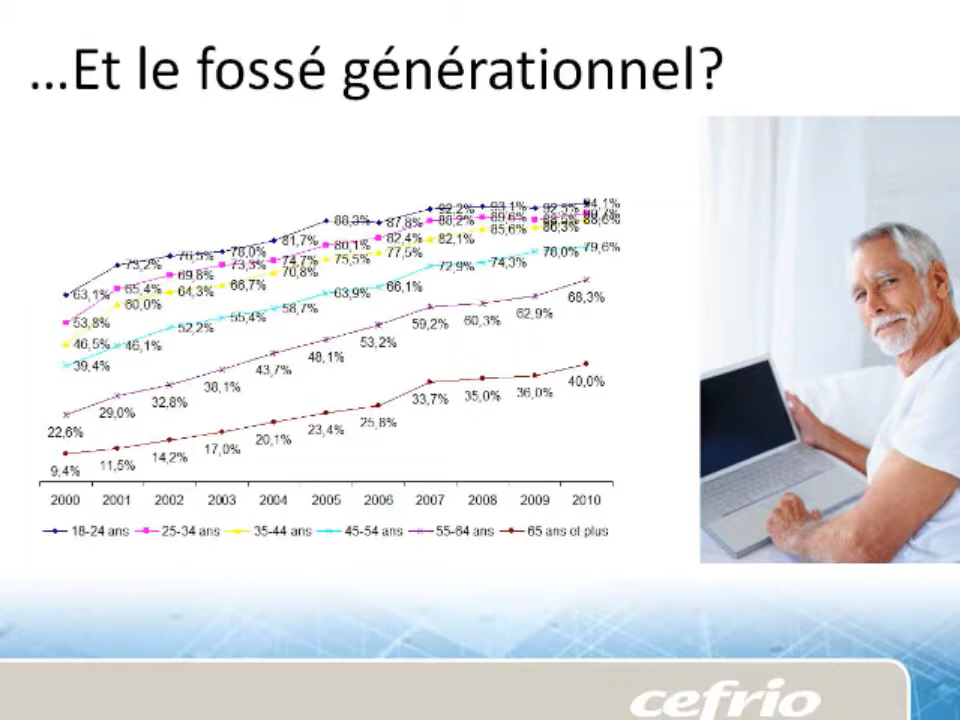 ...Et le fossé générationnel?
94,1%
92,2% 93,1% 92,5%
88,3% 87,8% 88,2% 89,6%
85,6% 86,3%
81,7% 80,1% 82,4% 82,1%
76,5% 78,0% 79,6%
73,2% 73,3% 74,7% 75,5% 77,5% 76,0%
69,8% 70,8% 72,9% 74,3%
63,1% 65,4% 64,3% 66,7% 63,9% 66,1% 68,3%
60,0% 58,7% 59,2% 60,3% 62,9%
53,8% 52,2% 55,4% 53,2%
46,5% 46,1% 48,1%
39,4% 38,1% 43,7% 40,0%
29,0% 32,8% 33,7% 35,0% 36,0%
22,6% 20,1% 23,4% 25,8%
9,4% 11,5% 14,2% 17,0%
2000 2001 2002 2003 2004 2005 2006 2007 2008 2009 2010
18-24 ans 25-34 ans 35-44 ans 45-54 ans 55-64 ans 65 ans et plus
cefrio